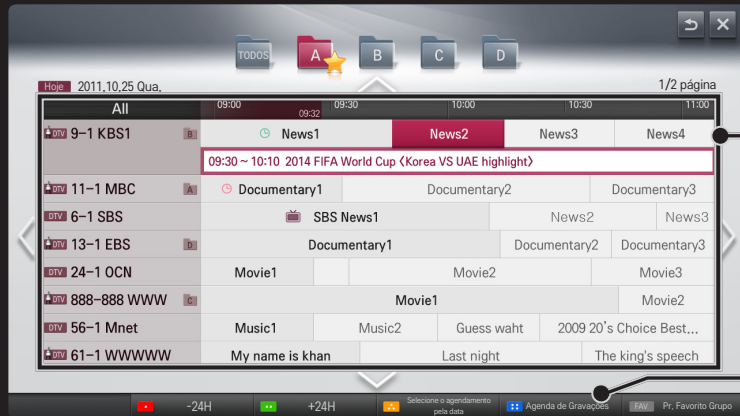 TODOS A B C D
Hoje 2011.10.25 Qua. 1/2 página
All 09:00 09:32 09:30 10:00 10:30 11:00
DTV 9-1 KBS1 B News1 News2 News3 News4
09:30 ~ 10:10 2014 FIFA World Cup 〈Korea VS UAE highlight〉
DTV 11-1 MBC A Documentary1 Documentary2 Documentary3
DTV 6-1 SBS SBS News1 News2 News3
DTV 13-1 EBS D Documentary1 Documentary2 Documentary3
DTV 24-1 OCN Movie1 Movie2 Movie3
DTV 888-888 WWW C Movie1 Movie2
DTV 56-1 Mnet Music1 Music2 Guess waht 2009 20's Choice Best...
DTV 61-1 WWWWW My name is khan Last night The king's speech
-24H +24H Selecione o agendamento pela data Agenda de Gravações FAV Pr. Favorito Grupo